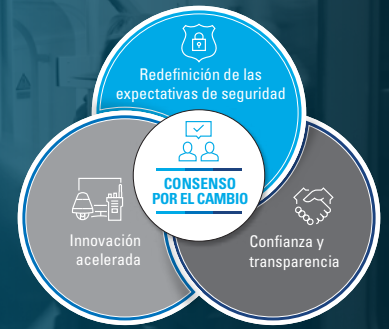 Redefinición de las
expectativas de seguridad
CONSENSO
POR EL CAMBIO
Innovación
acelerada
Confianza y
transparencia